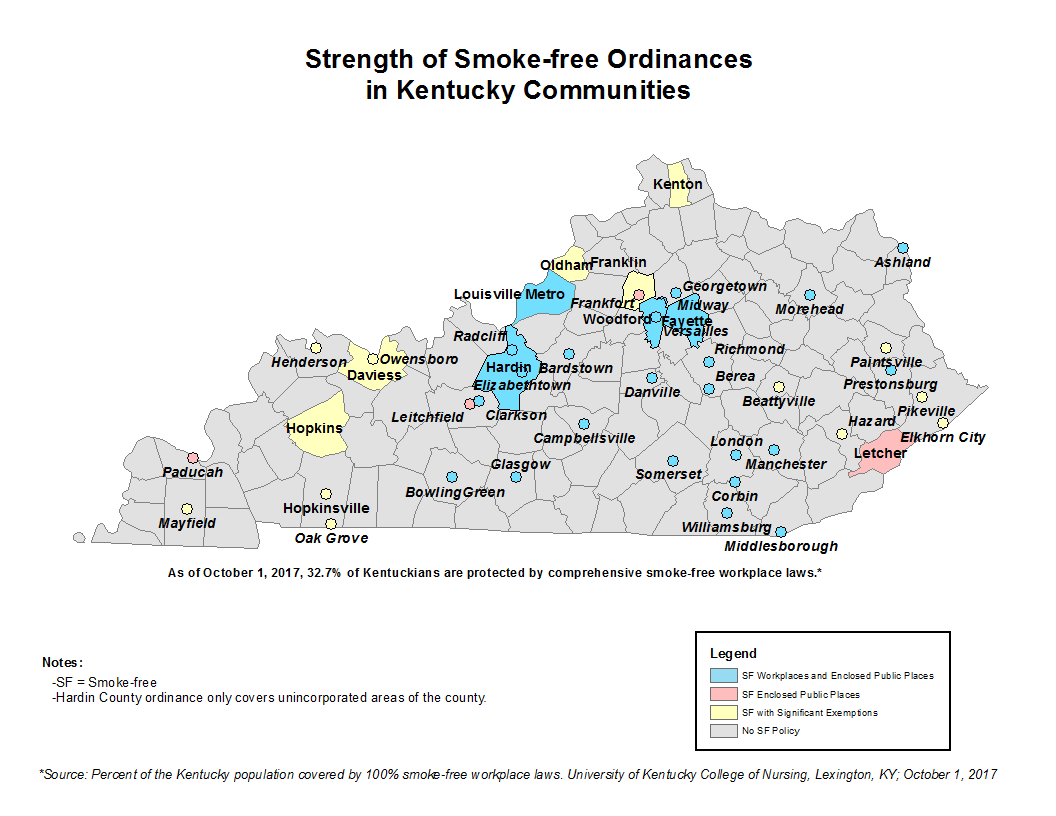 Strength of Smoke-free Ordinances
in Kentucky Communities
Kenton
Ashland
Oldham
Franklin
Louisville Metro
Georgetown
Frankfort
Midway
Morehead
Woodford
Fayette
Versailles
Radcliff
Richmond
Henderson
Owensboro
Paintsville
Daviess
Hardin
Bardstown
Berea
Elizabethtown
Prestonsburg
Danville
Beattyville
Leitchfield
Clarkson
Pikeville
Hazard
Hopkins
Campbellsville
Elkhorn City
London
Letcher
Paducah
Glasgow
Manchester
Somerset
BowlingGreen
Corbin
Hopkinsville
Mayfield
Williamsburg
Oak Grove
Middlesborough
As of October 1, 2017, 32.7% of Kentuckians are protected by comprehensive smoke-free workplace laws.*
Notes:
-SF = Smoke-free
-Hardin County ordinance only covers unincorporated areas of the county.
Legend
SF Workplaces and Enclosed Public Places
SF Enclosed Public Places
SF with Significant Exemptions
No SF Policy
*Source: Percent of the Kentucky population covered by 100% smoke-free workplace laws. University of Kentucky College of Nursing, Lexington, KY; October 1, 2017